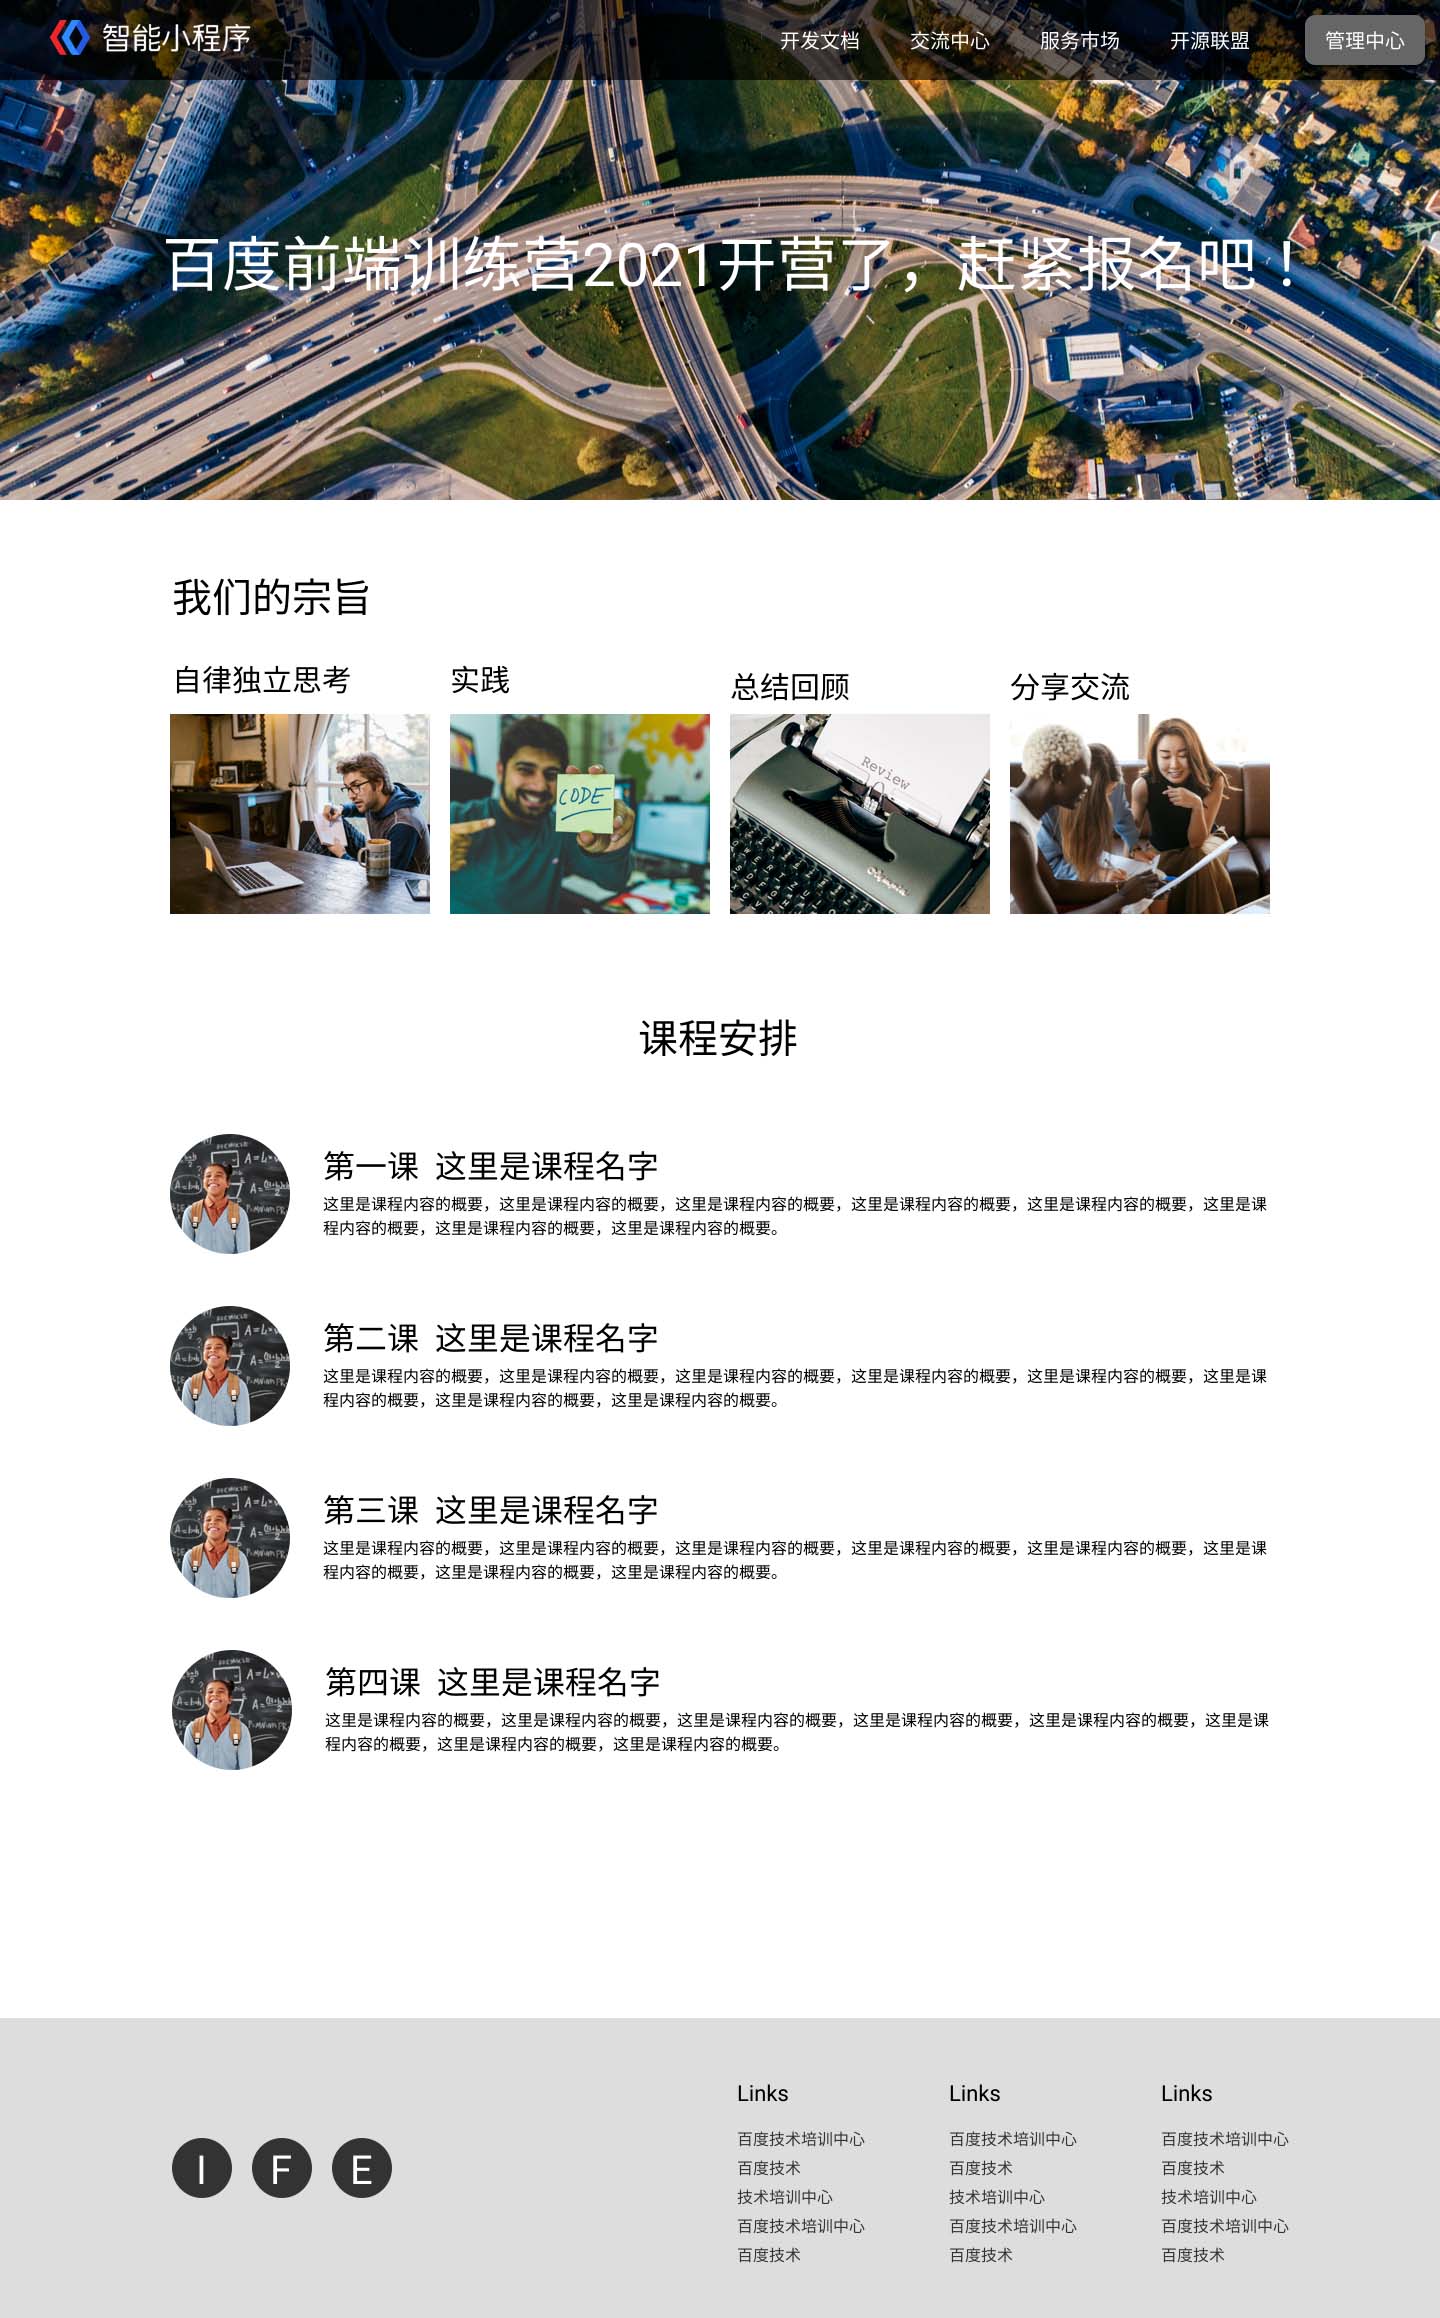 智能小程序
开发文档 交流中心 服务市场 开源联盟 管理中心
百度前端训练营2021开营了，赶紧报名吧！
我们的宗旨
自律独立思考 实践 总结回顾 分享交流
CODE
Review
课程安排
第一课 这里是课程名字
这里是课程内容的概要，这里是课程内容的概要，这里是课程内容的概要，这里是课程内容的概要，这里是课程内容的概要，这里是课
程内容的概要，这里是课程内容的概要，这里是课程内容的概要。
第二课 这里是课程名字
这里是课程内容的概要，这里是课程内容的概要，这里是课程内容的概要，这里是课程内容的概要，这里是课程内容的概要，这里是课
程内容的概要，这里是课程内容的概要，这里是课程内容的概要。
第三课 这里是课程名字
这里是课程内容的概要，这里是课程内容的概要，这里是课程内容的概要，这里是课程内容的概要，这里是课程内容的概要，这里是课
程内容的概要，这里是课程内容的概要，这里是课程内容的概要。
第四课 这里是课程名字
这里是课程内容的概要，这里是课程内容的概要，这里是课程内容的概要，这里是课程内容的概要，这里是课程内容的概要，这里是课
程内容的概要，这里是课程内容的概要，这里是课程内容的概要。
I F E
Links
百度技术培训中心
百度技术
技术培训中心
百度技术培训中心
百度技术
Links
百度技术培训中心
百度技术
技术培训中心
百度技术培训中心
百度技术
Links
百度技术培训中心
百度技术
技术培训中心
百度技术培训中心
百度技术